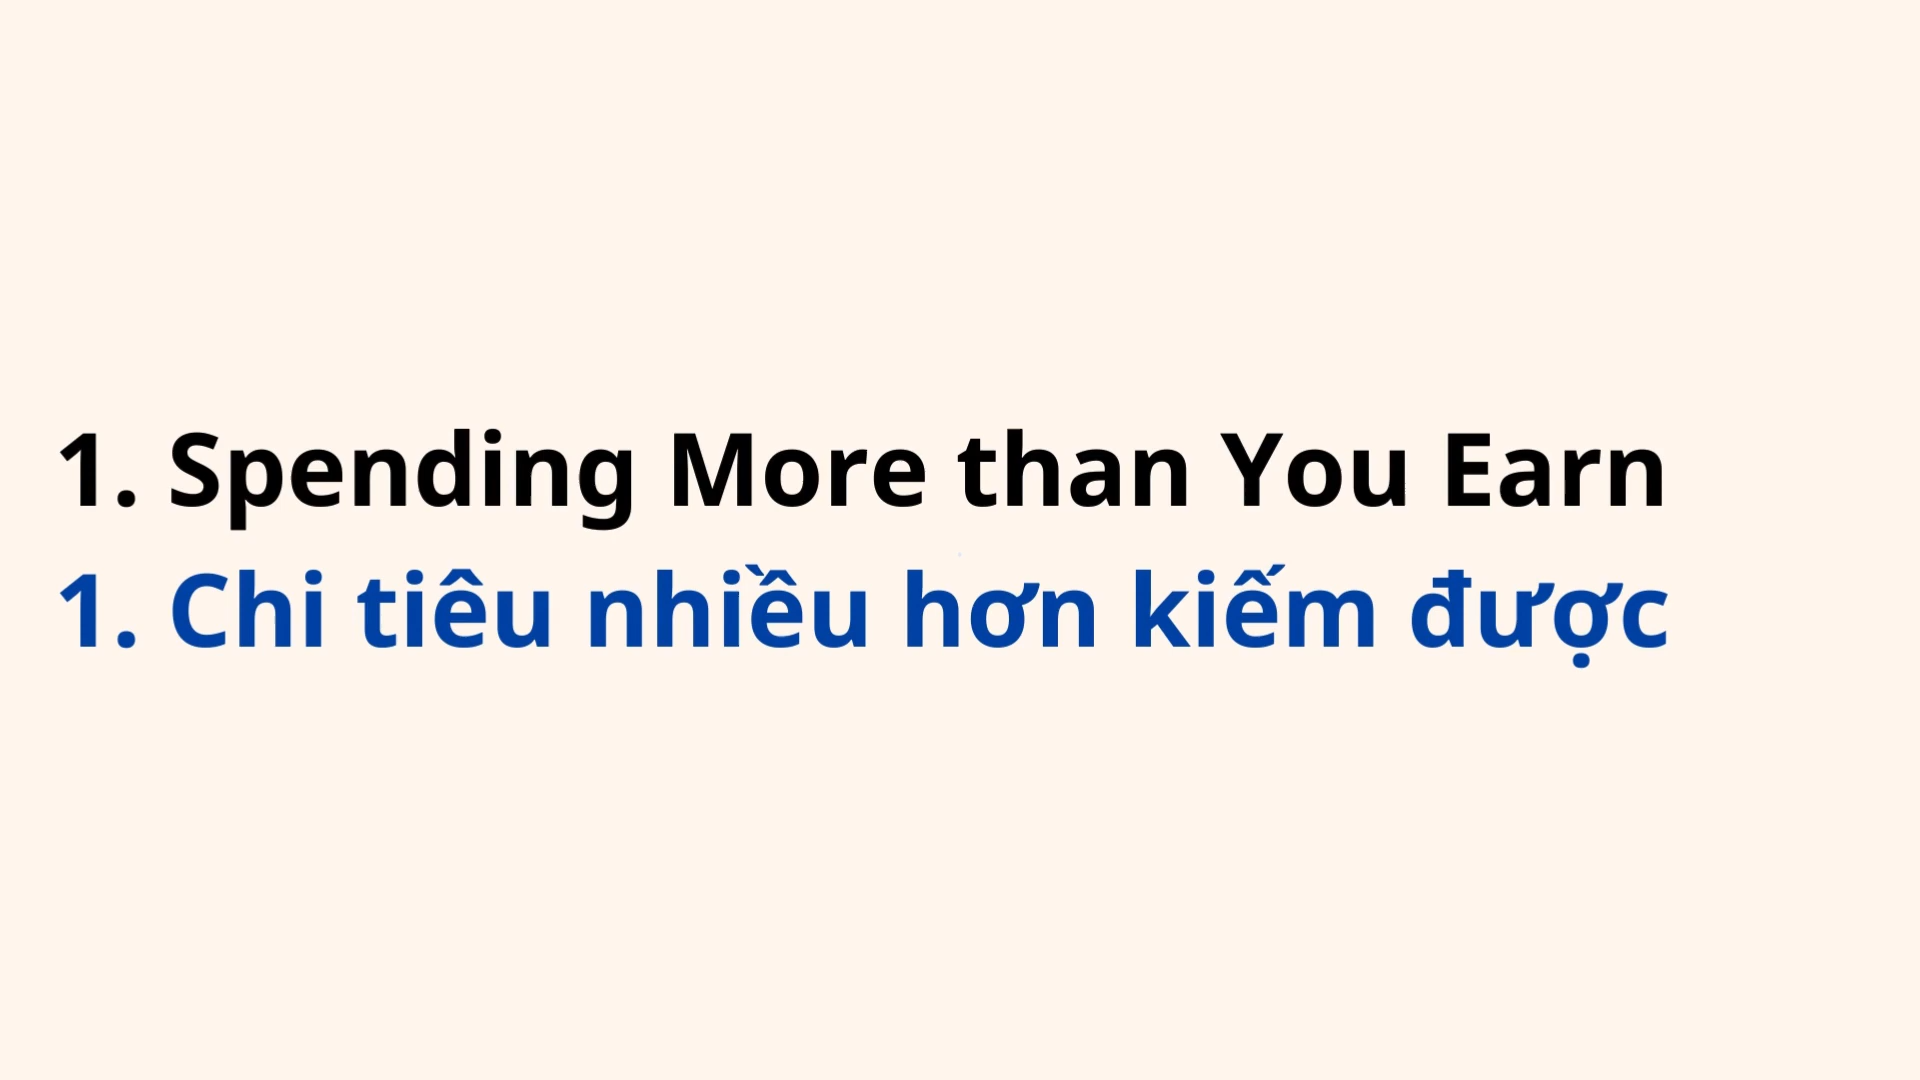 1. Spending More than You Earn
1. Chi tiêu nhiều hơn kiếm được